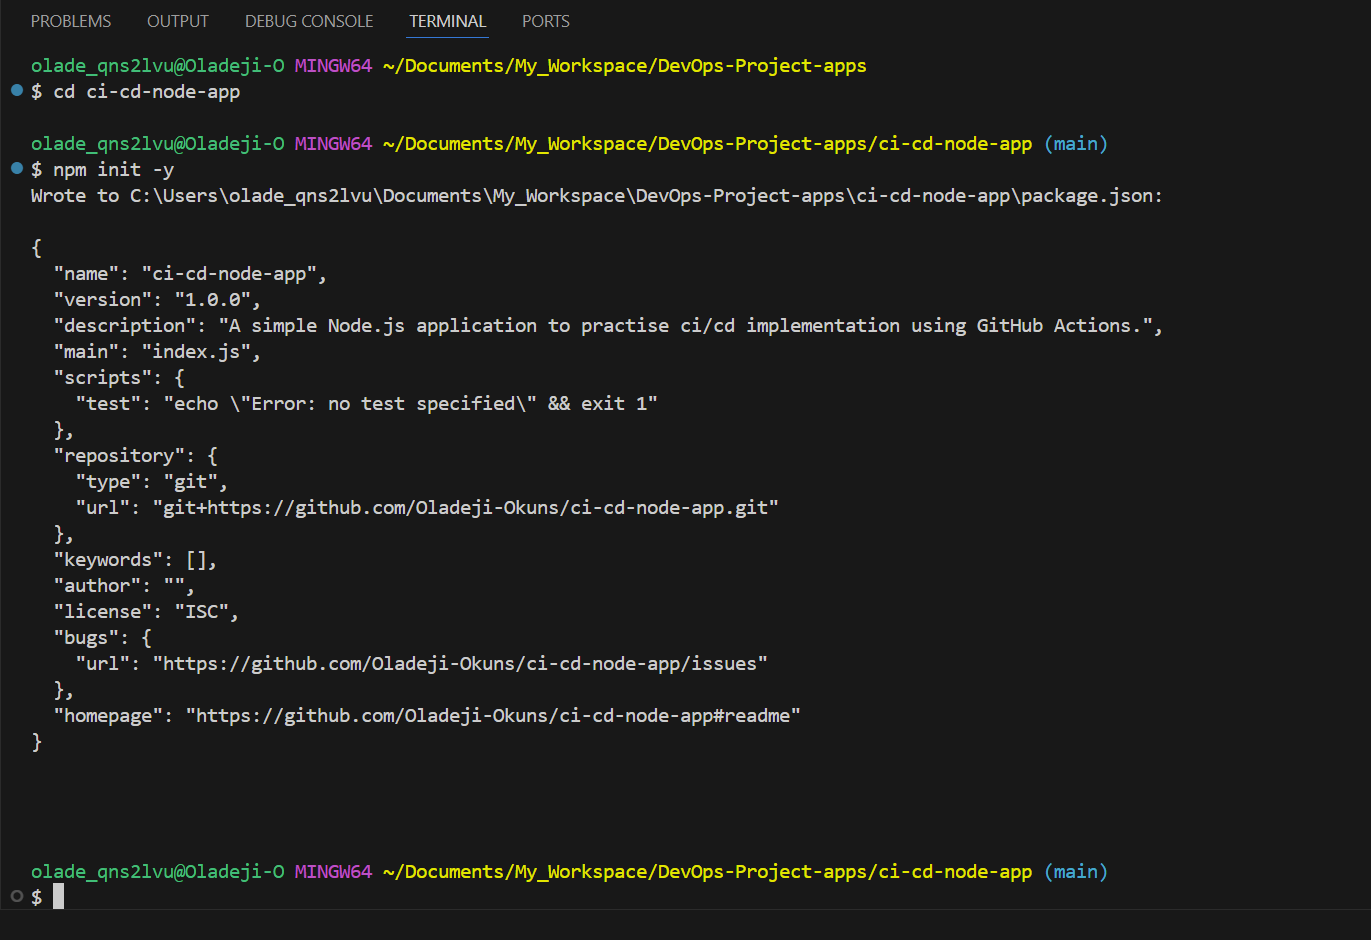 PROBLEMS OUTPUT DEBUG CONSOLE TERMINAL PORTS
olade_qns2lvu@Oladeji-O MINGW64 ~/Documents/My_Workspace/DevOps-Project-apps
$ cd ci-cd-node-app
olade_qns2lvu@Oladeji-O MINGW64 ~/Documents/My_Workspace/DevOps-Project-apps/ci-cd-node-app (main)
$ npm init -y
Wrote to C:\Users\olade_qns2lvu\Documents\My_Workspace\DevOps-Project-apps\ci-cd-node-app\package.json:
{
  "name": "ci-cd-node-app",
  "version": "1.0.0",
  "description": "A simple Node.js application to practise ci/cd implementation using GitHub Actions.",
  "main": "index.js",
  "scripts": {
    "test": "echo \"Error: no test specified\" && exit 1"
  },
  "repository": {
    "type": "git",
    "url": "git+https://github.com/Oladeji-Okuns/ci-cd-node-app.git"
  },
  "keywords": [],
  "author": "",
  "license": "ISC",
  "bugs": {
    "url": "https://github.com/Oladeji-Okuns/ci-cd-node-app/issues"
  },
  "homepage": "https://github.com/Oladeji-Okuns/ci-cd-node-app#readme"
}
olade_qns2lvu@Oladeji-O MINGW64 ~/Documents/My_Workspace/DevOps-Project-apps/ci-cd-node-app (main)
$